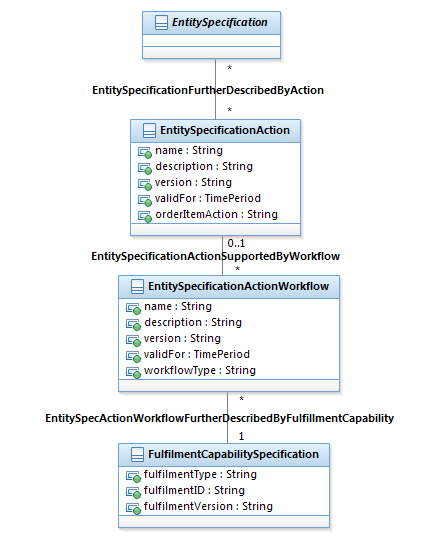 EntitySpecification
*
EntitySpecificationFurtherDescribedByAction
*
EntitySpecificationAction
name : String
description : String
version : String
validFor : TimePeriod
orderItemAction : String
0..1
EntitySpecificationActionSupportedByWorkflow
*
EntitySpecificationActionWorkflow
name : String
description : String
version : String
validFor : TimePeriod
workflowType : String
*
EntitySpecActionWorkflowFurtherDescribedByFulfillmentCapability
1
FulfilmentCapabilitySpecification
fulfilmentType : String
fulfilmentID : String
fulfilmentVersion : String